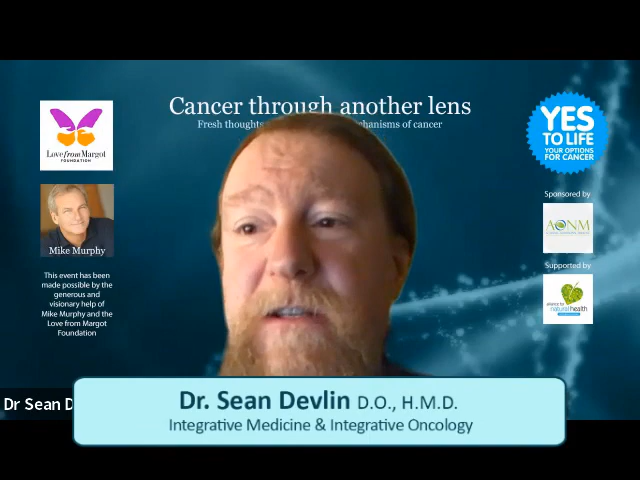 Cancer through another lens
Fresh thoughts chanisms of cancer
Love from Margot
FOUNDATION
YES
TO LIFE
YOUR OPTIONS
FOR CANCER
Mike Murphy
Sponsored by
AONM
This event has been
made possible by the
generous and
visionary help of
Mike Murphy and the
Love from Margot
Foundation
Supported by
alliance for
naturalhealth
Dr Sean D
Dr. Sean Devlin D.O., H.M.D.
Integrative Medicine & Integrative Oncology